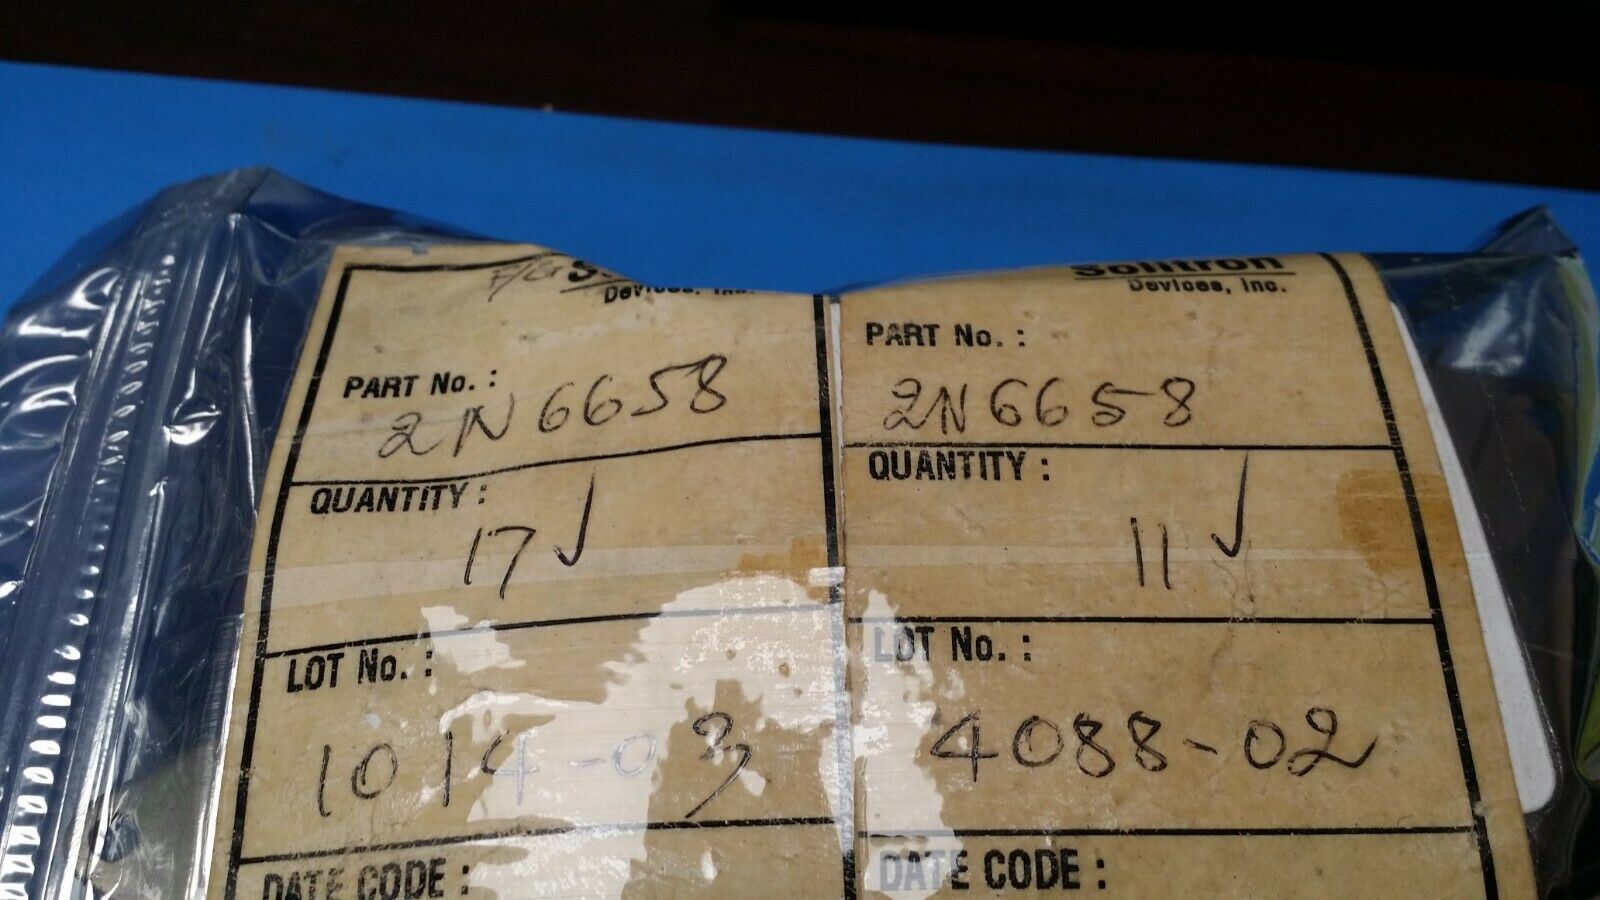 Devices, Inc.
PART No. :
2N6658
QUANTITY :
17 ✓
LOT No. :
1014-03
DATE CODE :
Solitron
Devices, Inc.
PART No. :
2N6658
QUANTITY :
11 ✓
LOT No. :
4088-02
DATE CODE :